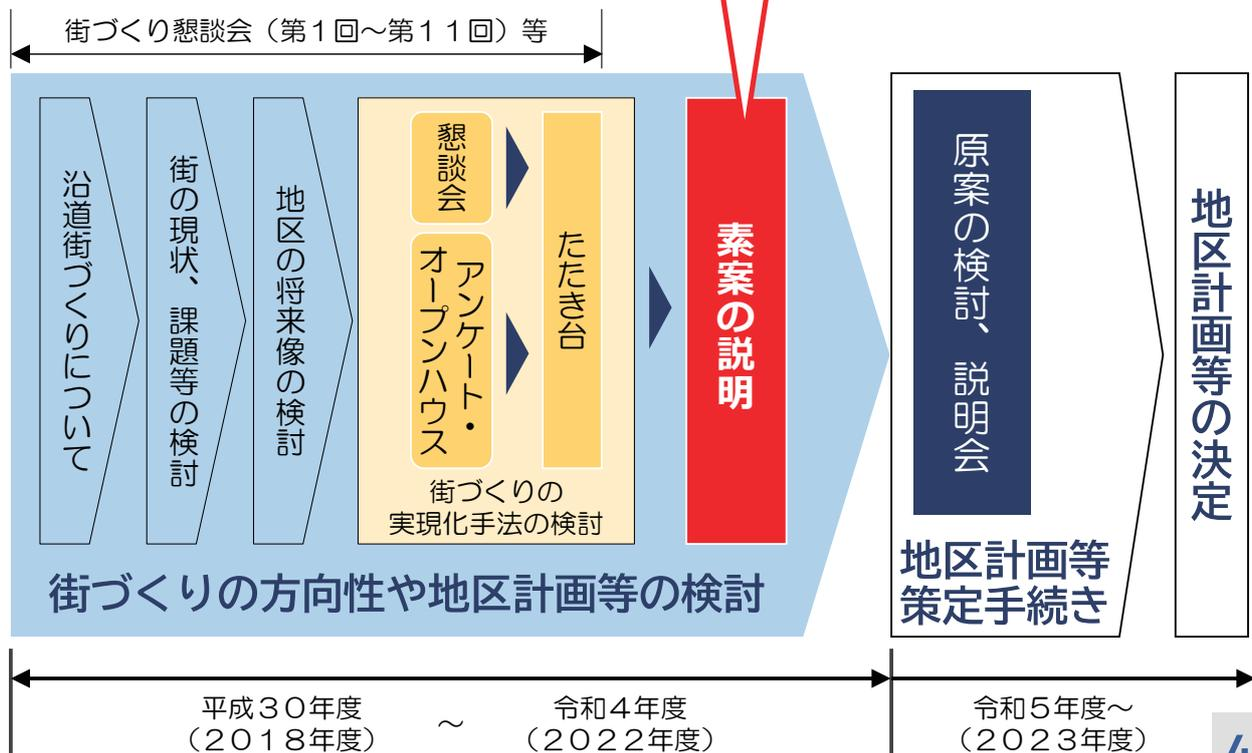 街づくり懇談会（第１回～第１１回）等
沿道街づくりについて
街の現状、課題等の検討
地区の将来像の検討
懇談会
アンケート・
オープンハウス
たたき台
街づくりの
実現化手法の検討
素案の説明
街づくりの方向性や地区計画等の検討
原案の検討、説明会
地区計画等
策定手続き
地区計画等の決定
平成３０年度
（２０１８年度）
～
令和４年度
（２０２２年度）
令和５年度～
（２０２３年度）